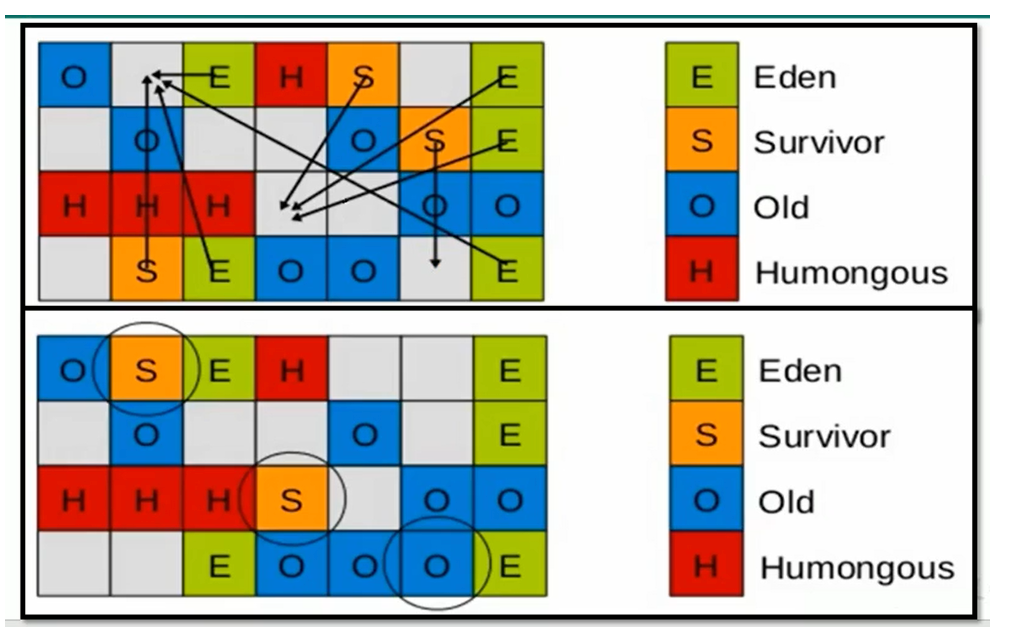 O E H S E E Eden
O O S E S Survivor
H H H O O O Old
S E O O E H Humongous
O S E H E E Eden
O O E S Survivor
H H H S O O O Old
E O O O E H Humongous